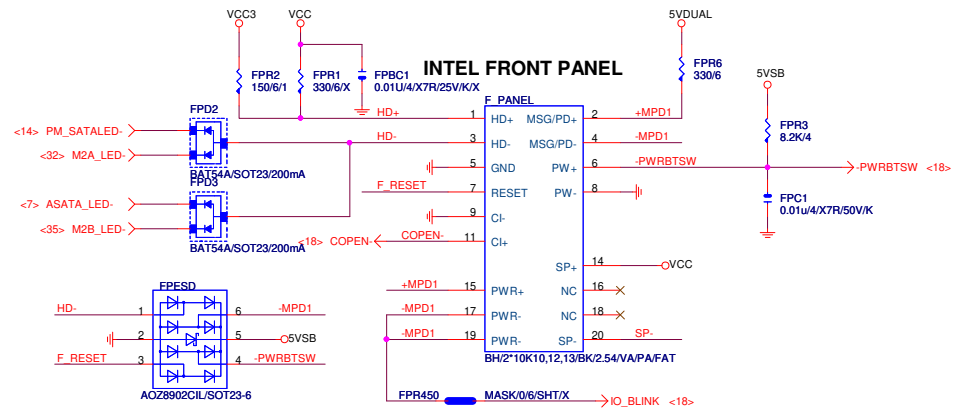 VCC3 VCC 5VDUAL
FPR2
150/6/1
FPR1
330/6/X
FPBC1
0.01U/4/X7R/25V/K/X
INTEL FRONT PANEL
FPR6
330/6
5VSB
FPR3
8.2K/4
FPD2
<14> PM_SATALED-
<32> M2A_LED-
BAT54A/SOT23/200mA
FPD3
<7> ASATA_LED-
<35> M2B_LED-
BAT54A/SOT23/200mA
F_PANEL
HD+ 1 HD+ MSG/PD+ 2 +MPD1
HD- 3 HD- MSG/PD- 4 -MPD1
5 GND PW+ 6 -PWRBTSW -PWRBTSW <18>
F_RESET 7 RESET PW- 8
9 CI-
<18> COPEN- COPEN- 11 CI+
SP+ 14 VCC
+MPD1 15 PWR+ NC 16
-MPD1 17 PWR- NC 18
-MPD1 19 PWR- SP- 20 SP-
BH/2*10K10,12,13/BK/2.54/VA/PA/FAT
FPC1
0.01u/4/X7R/50V/K
FPESD
HD- 1 6 -MPD1
2 5 5VSB
F_RESET 3 4 -PWRBTSW
AOZ8902CIL/SOT23-6
FPR450 MASK/0/6/SHT/X IO_BLINK <18>